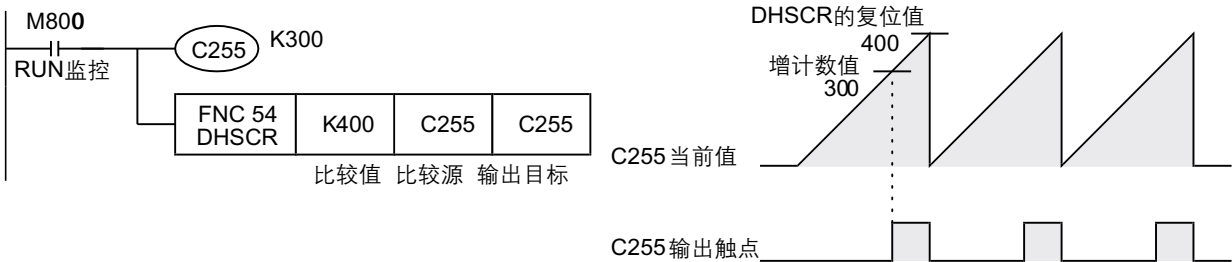 M800
RUN监控
C255
K300
FNC 54
DHSCR
K400
C255
C255
比较值 比较源 输出目标
DHSCR的复位值
400
增计数值
300
C255当前值
C255输出触点